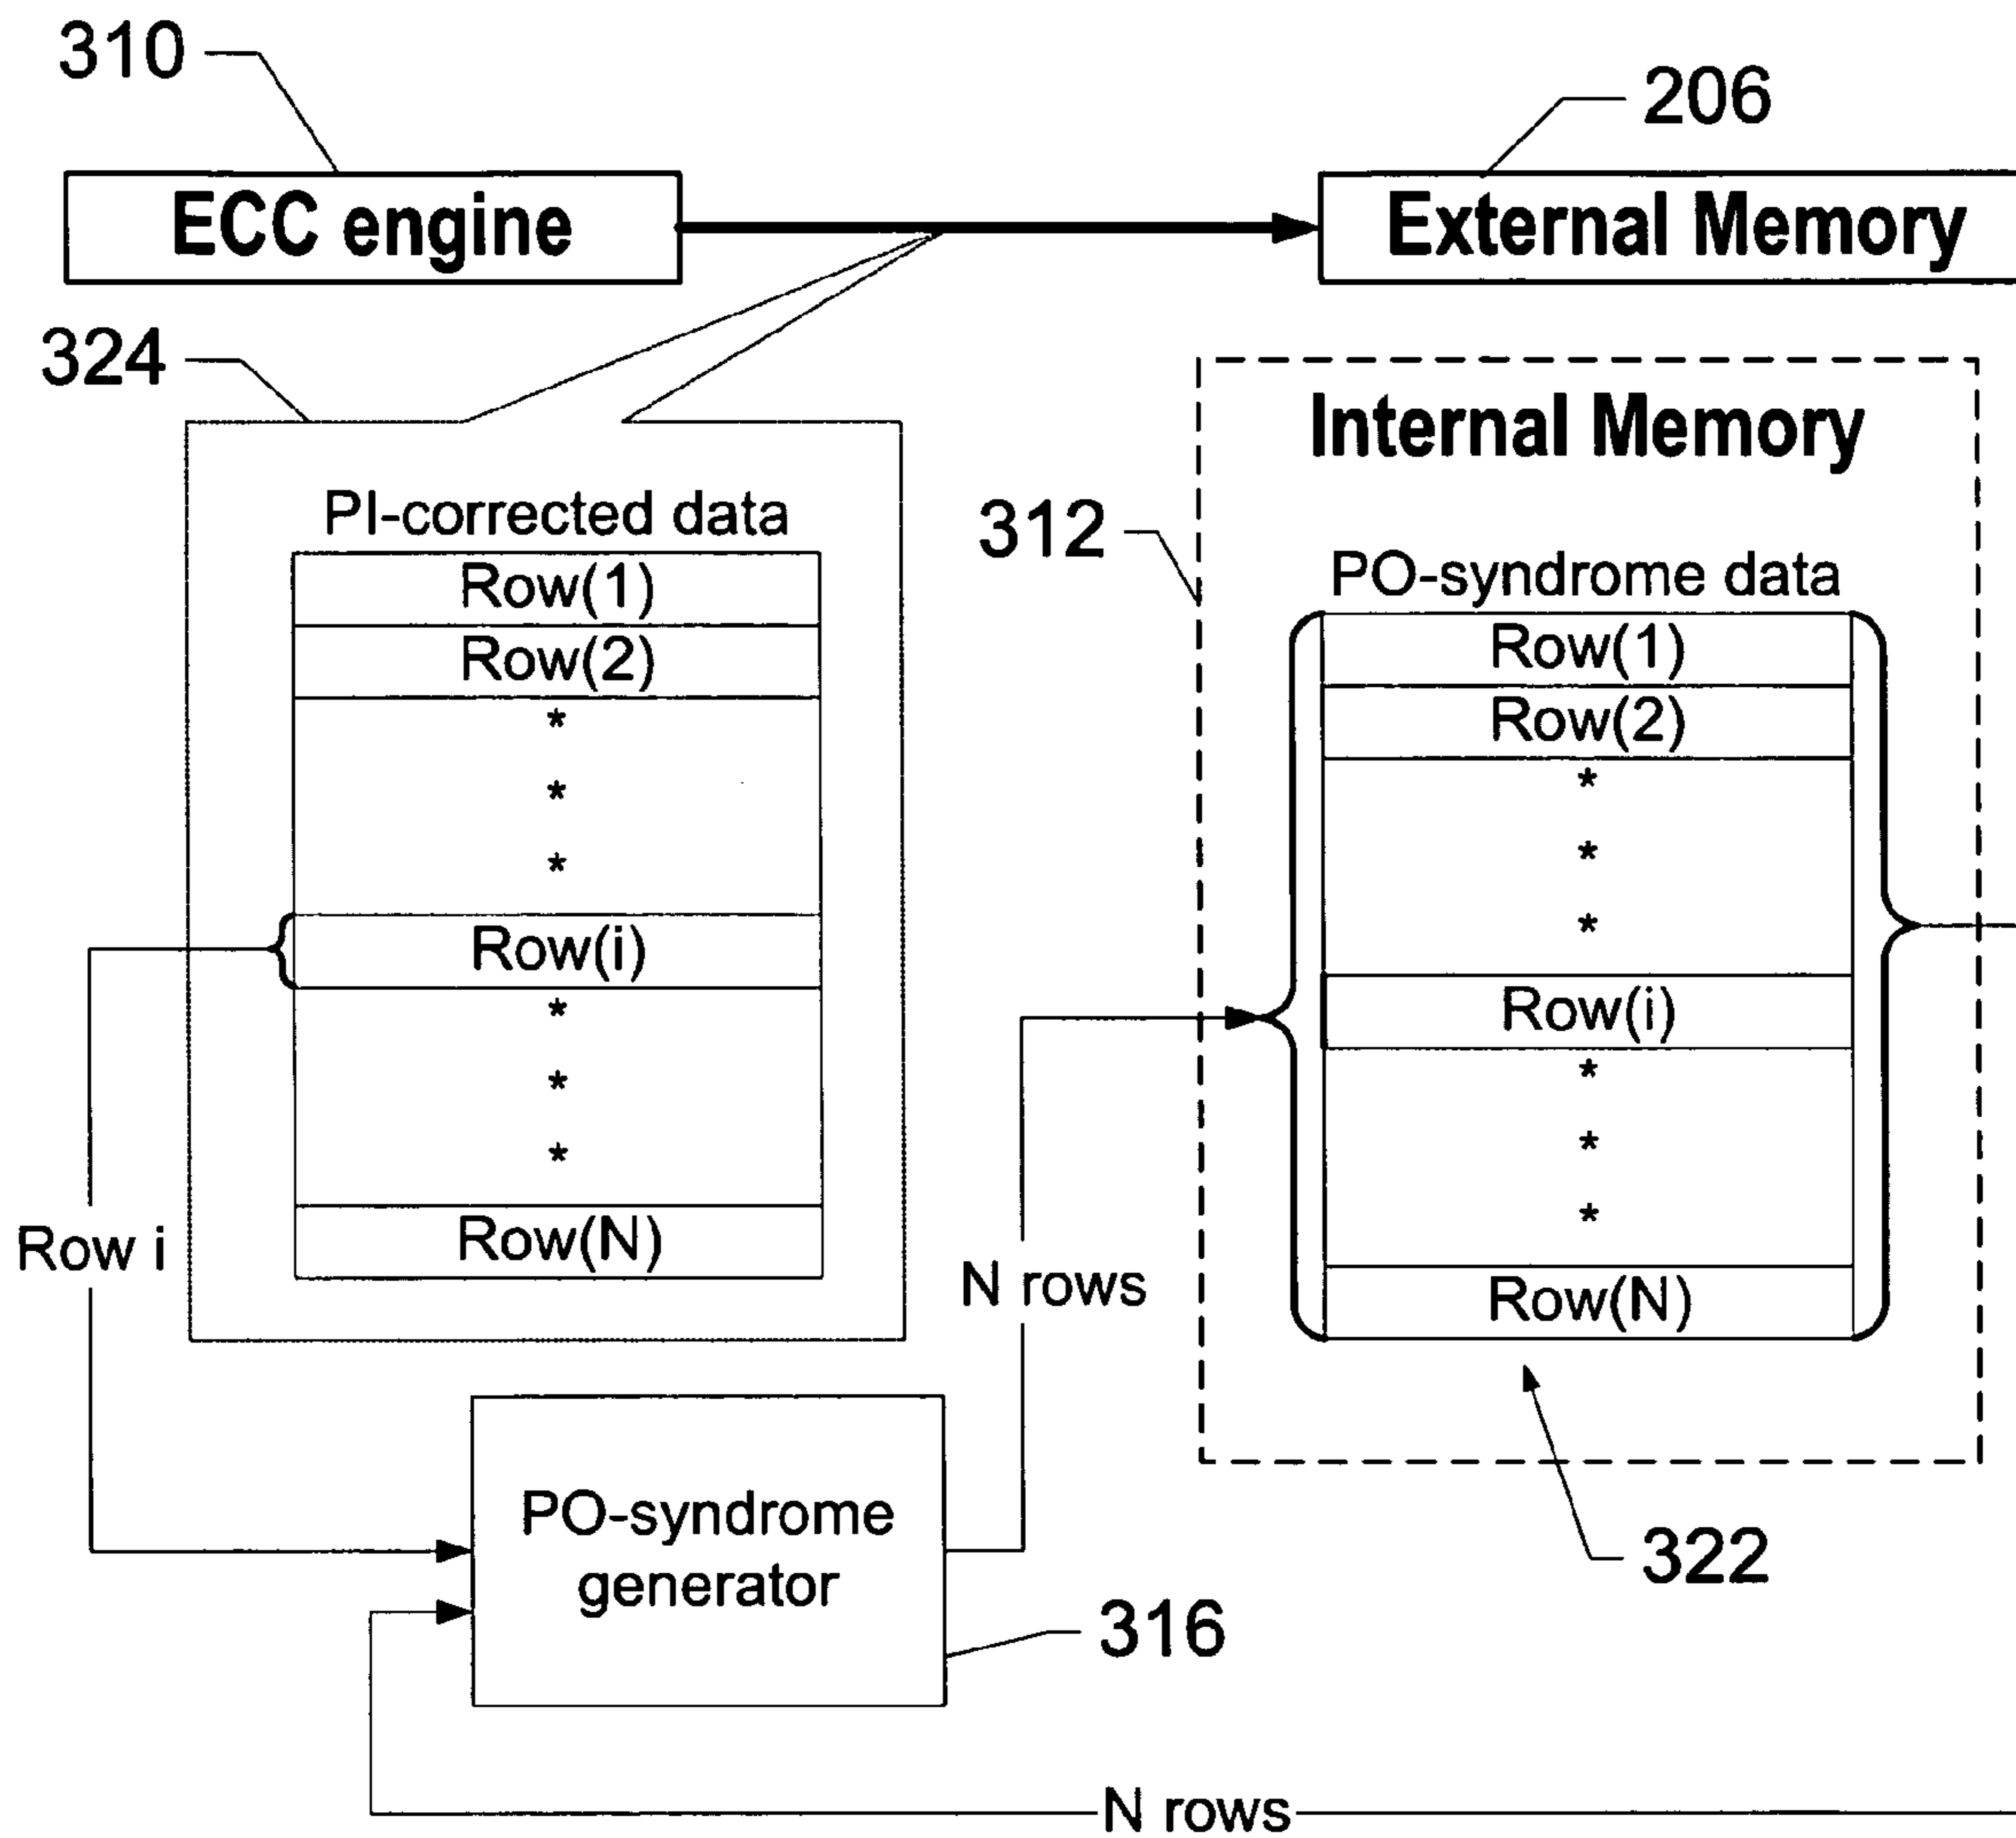 310
206
ECC engine
External Memory
324
Internal Memory
PI-corrected data
312
PO-syndrome data
Row(1)
Row(2)
*
*
*
Row(i)
*
*
*
Row(N)
Row(1)
Row(2)
*
*
*
Row(i)
*
*
*
Row(N)
Row i
N rows
PO-syndrome
generator
322
316
N rows